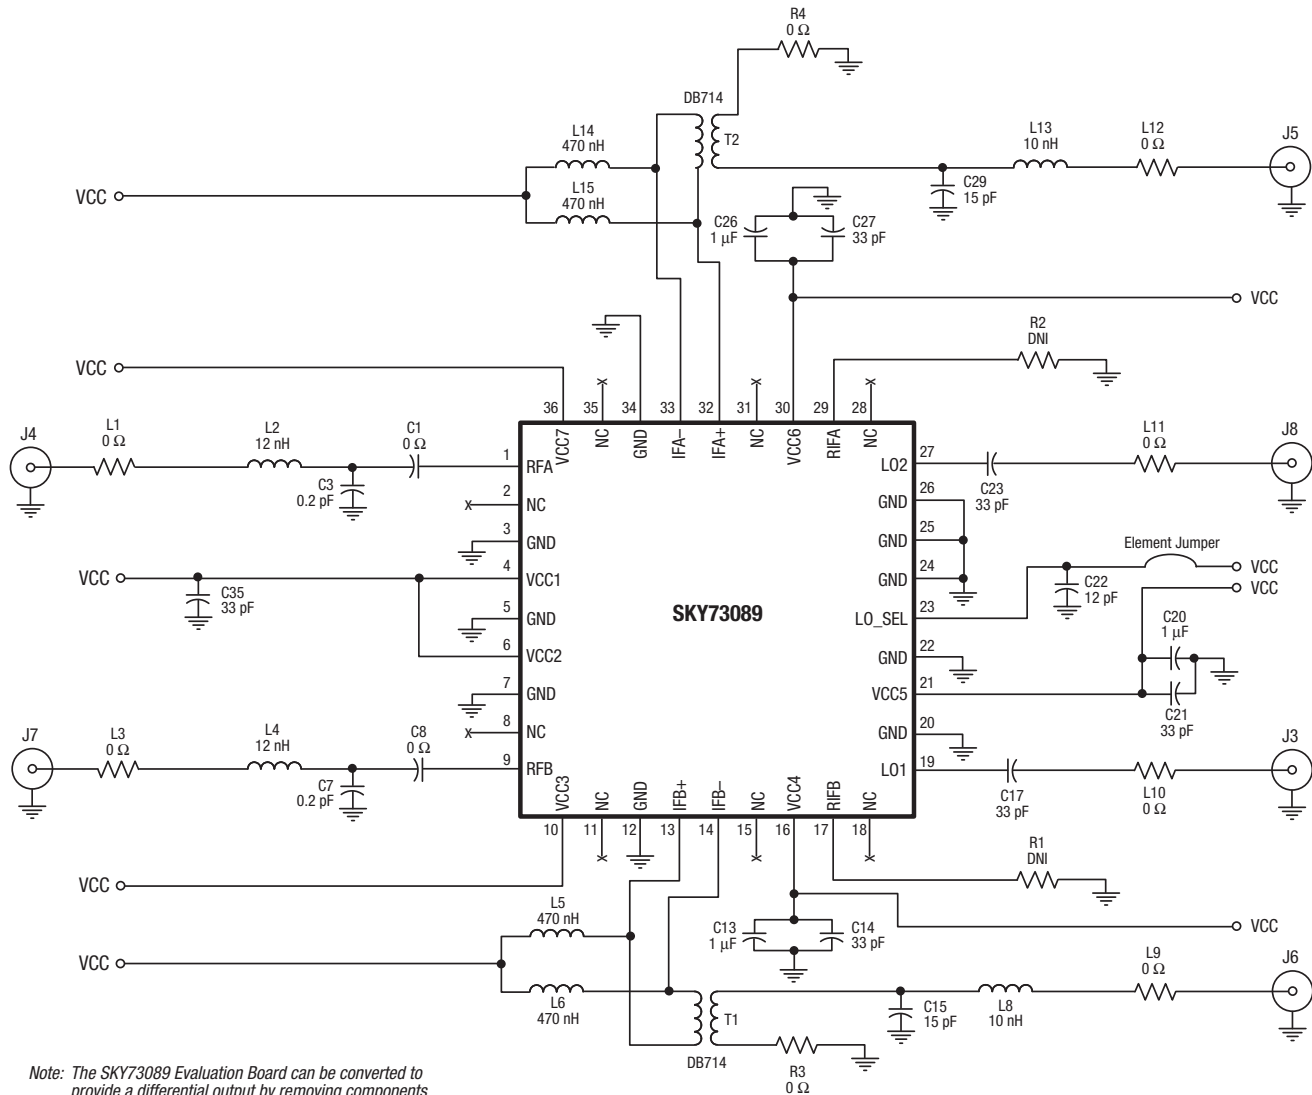 R4
0 Ω
DB714
T2
L14
470 nH
L15
470 nH
L13
10 nH
L12
0 Ω
J5
VCC
C29
15 pF
C26
1 μF
C27
33 pF
VCC
R2
DNI
VCC
36 35 34 33 32 31 30 29 28
VCC7
NC
GND
IFA–
IFA+
NC
VCC6
RIFA
NC
J4
L1
0 Ω
L2
12 nH
C1
0 Ω
C3
0.2 pF
1 RFA
2 NC
3 GND
4 VCC1
5 GND
6 VCC2
7 GND
8 NC
9 RFB
VCC
C35
33 pF
SKY73089
LO2 27
GND 26
GND 25
GND 24
LO_SEL 23
GND 22
VCC5 21
GND 20
LO1 19
L11
0 Ω
J8
C23
33 pF
Element Jumper
VCC
VCC
C22
12 pF
C20
1 μF
C21
33 pF
J7
L3
0 Ω
L4
12 nH
C8
0 Ω
C7
0.2 pF
J3
C17
33 pF
L10
0 Ω
VCC3
NC
GND
IFB+
IFB–
NC
VCC4
RIFB
NC
10 11 12 13 14 15 16 17 18
R1
DNI
VCC
L5
470 nH
C13
1 μF
C14
33 pF
VCC
VCC
L6
470 nH
T1
DB714
C15
15 pF
L8
10 nH
L9
0 Ω
J6
R3
0 Ω
Note: The SKY73089 Evaluation Board can be converted to
provide a differential output by removing components